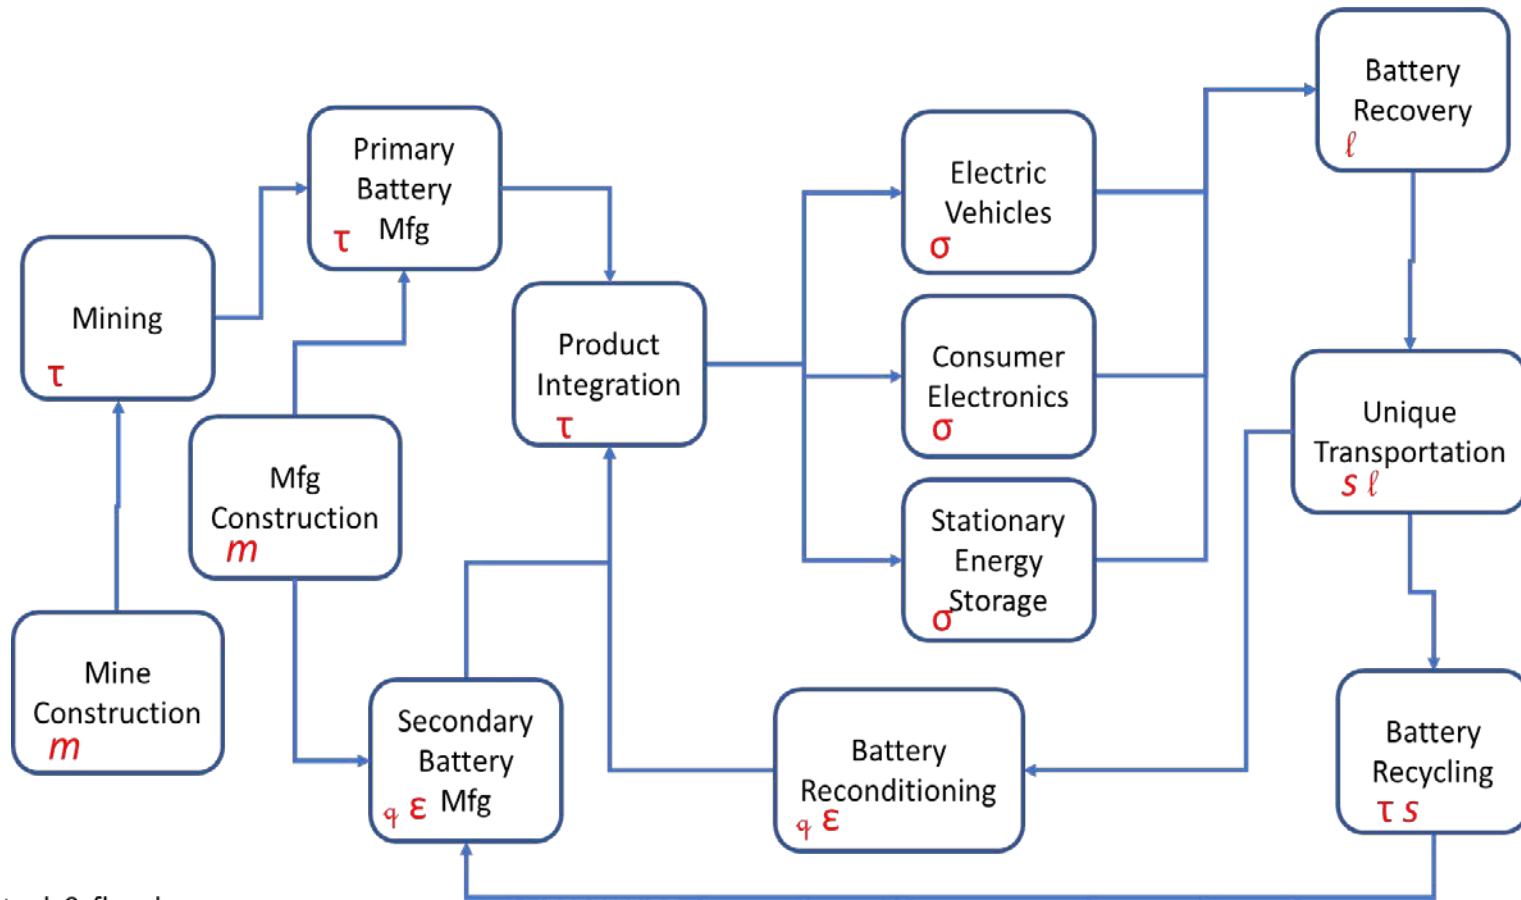 Battery
Recovery
ℓ
Primary
Battery
τ Mfg
Electric
Vehicles
σ
Mining
τ
Product
Integration
τ
Consumer
Electronics
σ
Unique
Transportation
s ℓ
Mfg
Construction
m
Stationary
Energy
Storage
σ
Mine
Construction
m
Secondary
Battery
Mfg
q ε
Battery
Reconditioning
q ε
Battery
Recycling
τ s